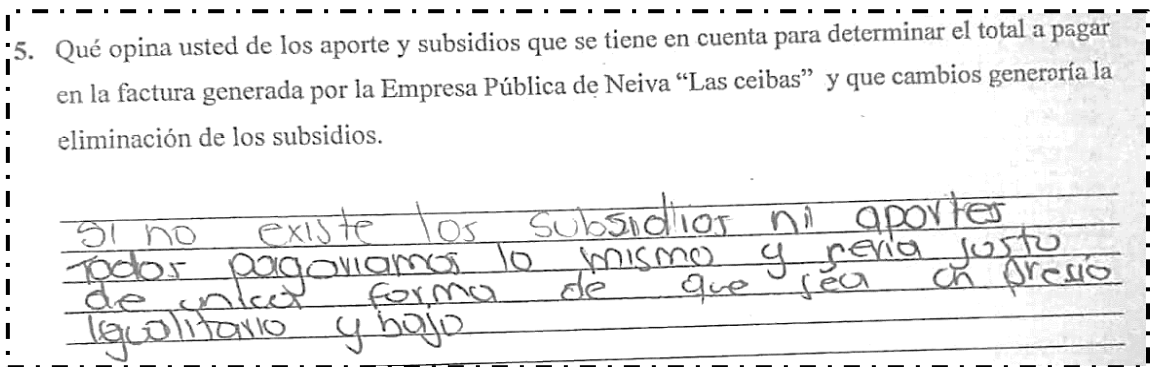 5. Qué opina usted de los aporte y subsidios que se tiene en cuenta para determinar el total a pagar
en la factura generada por la Empresa Pública de Neiva “Las ceibas” y que cambios generaría la
eliminación de los subsidios.
SI no existe los subsidios ni aportes
Todos pagariamos lo mismo y seria justo
de unica forma de que sea un presio
Igualitario y bajo